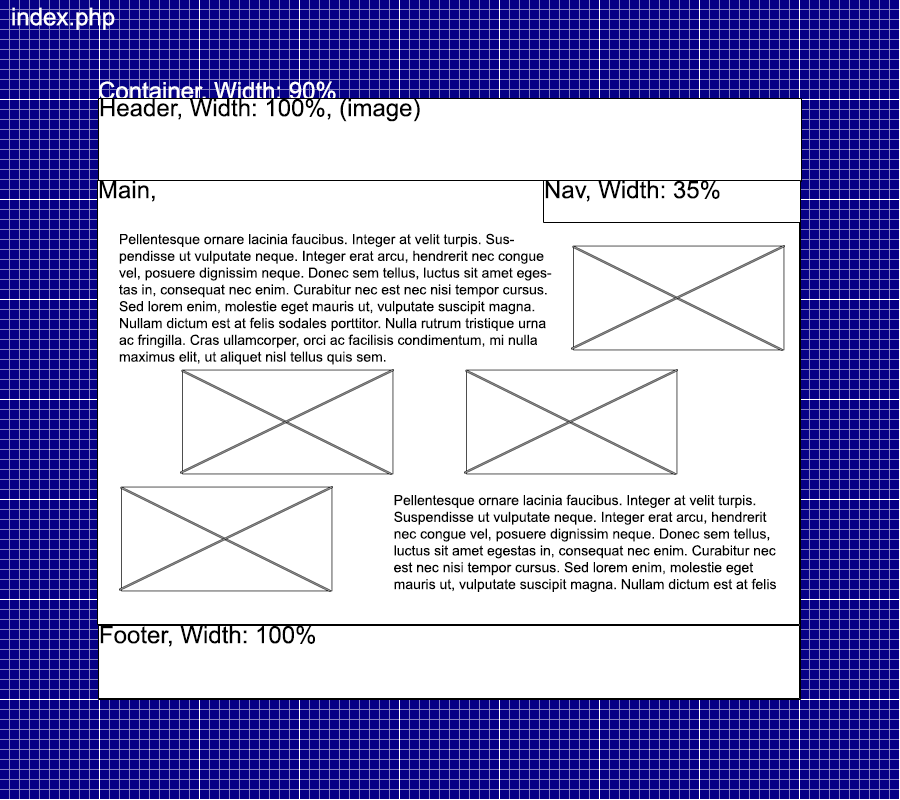 index.php
Container, Width: 90%
Header, Width: 100%, (image)
Main,
Nav, Width: 35%
Pellentesque ornare lacinia faucibus. Integer at velit turpis. Sus-
pendisse ut vulputate neque. Integer erat arcu, hendrerit nec congue
vel, posuere dignissim neque. Donec sem tellus, luctus sit amet eges-
tas in, consequat nec enim. Curabitur nec est nec nisi tempor cursus.
Sed lorem enim, molestie eget mauris ut, vulputate suscipit magna.
Nullam dictum est at felis sodales porttitor. Nulla rutrum tristique urna
ac fringilla. Cras ullamcorper, orci ac facilisis condimentum, mi nulla
maximus elit, ut aliquet nisl tellus quis sem.
Pellentesque ornare lacinia faucibus. Integer at velit turpis.
Suspendisse ut vulputate neque. Integer erat arcu, hendrerit
nec congue vel, posuere dignissim neque. Donec sem tellus,
luctus sit amet egestas in, consequat nec enim. Curabitur nec
est nec nisi tempor cursus. Sed lorem enim, molestie eget
mauris ut, vulputate suscipit magna. Nullam dictum est at felis
Footer, Width: 100%